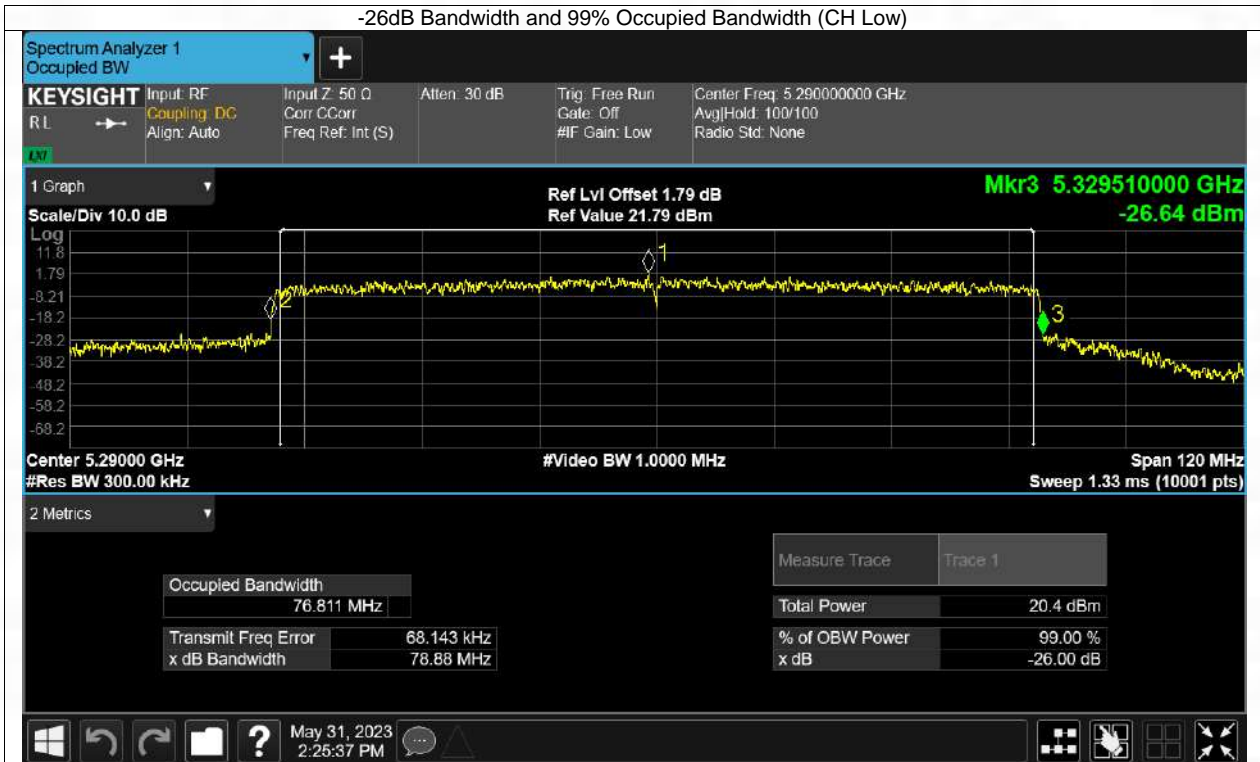 -26dB Bandwidth and 99% Occupied Bandwidth (CH Low)
Spectrum Analyzer 1
Occupied BW
+
KEYSIGHT
RL
LXI
Input: RF
Coupling: DC
Align: Auto
Input Z: 50 Ω
Corr CCorr
Freq Ref: Int (S)
Atten: 30 dB
Trig: Free Run
Gate: Off
#IF Gain: Low
Center Freq: 5.290000000 GHz
Avg|Hold: 100/100
Radio Std: None
1 Graph
Scale/Div 10.0 dB
Ref Lvl Offset 1.79 dB
Ref Value 21.79 dBm
Mkr3 5.329510000 GHz
-26.64 dBm
Log
11.8
1.79
-8.21
-18.2
-28.2
-38.2
-48.2
-58.2
-68.2
1
2
3
Center 5.29000 GHz
#Res BW 300.00 kHz
#Video BW 1.0000 MHz
Span 120 MHz
Sweep 1.33 ms (10001 pts)
2 Metrics
Measure Trace Trace 1
Occupied Bandwidth
76.811 MHz
Total Power 20.4 dBm
Transmit Freq Error 68.143 kHz
% of OBW Power 99.00 %
x dB Bandwidth 78.88 MHz
x dB -26.00 dB
?
May 31, 2023
2:25:37 PM